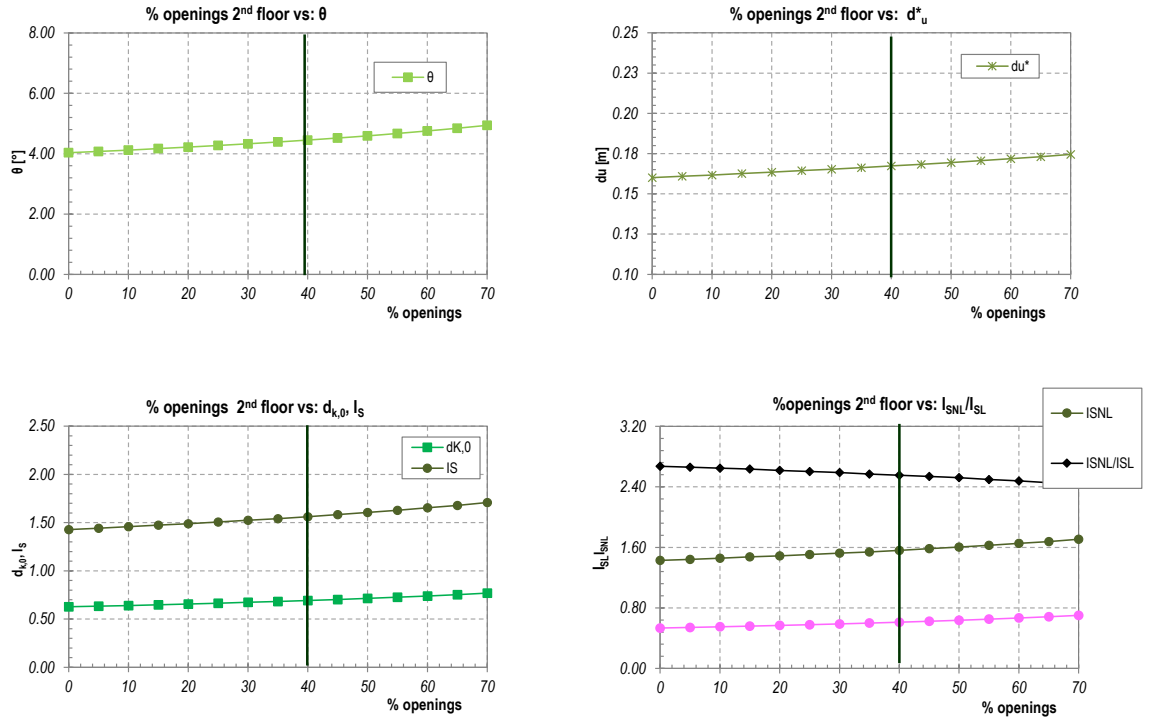 % openings 2nd floor vs: θ
8.00
6.00
4.00
2.00
0.00
θ [°]
θ
0 10 20 30 40 50 60 70
% openings
% openings 2nd floor vs: d*u
0.25
0.23
0.18
0.15
0.13
0.10
du [m]
du*
0 10 20 30 40 50 60 70
% openings
% openings 2nd floor vs: dk,0, IS
2.50
2.00
1.50
1.00
0.50
0.00
dk,0, IS
dK,0
IS
0 10 20 30 40 50 60 70
% openings
%openings 2nd floor vs: ISNL/ISL
3.20
2.40
1.60
0.80
0.00
ISL,ISNL
ISNL
ISNL/ISL
0 10 20 30 40 50 60 70
% openings